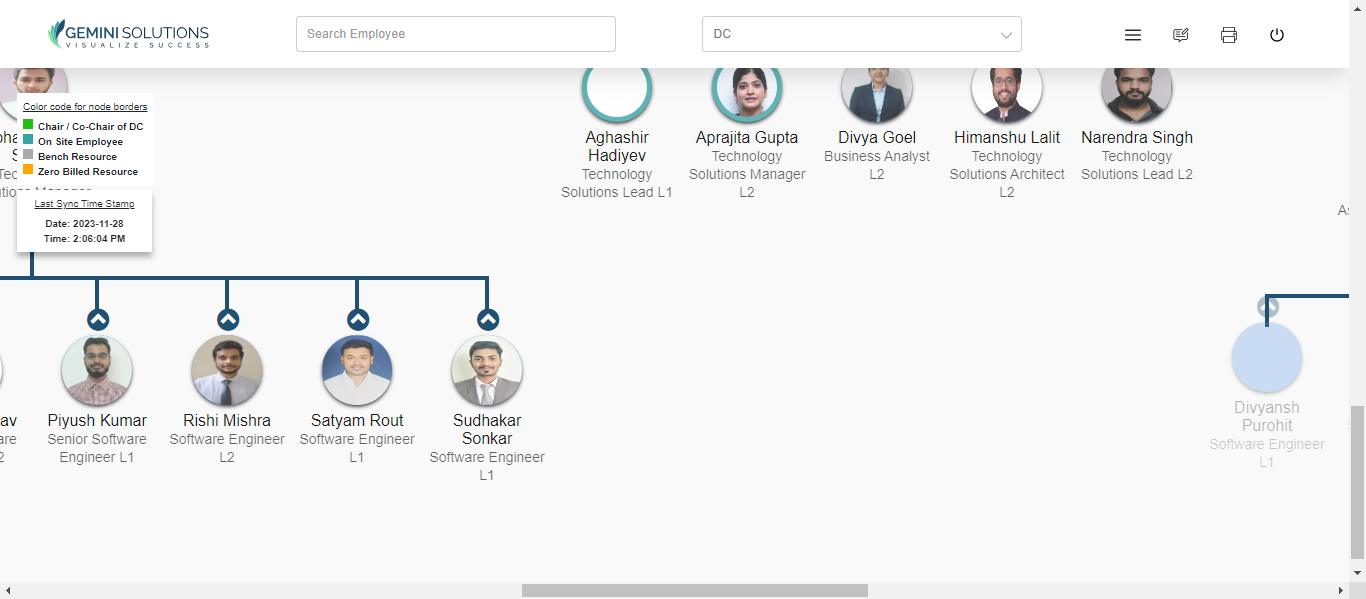 GEMINI SOLUTIONS
VISUALIZE SUCCESS
Search Employee
DC
Color code for node borders
Chair / Co-Chair of DC
On Site Employee
Bench Resource
Zero Billed Resource
Last Sync Time Stamp
Date: 2023-11-28
Time: 2:06:04 PM
Aghashir
Hadiyev
Technology
Solutions Lead L1
Aprajita Gupta
Technology
Solutions Manager
L2
Divya Goel
Business Analyst
L2
Himanshu Lalit
Technology
Solutions Architect
L2
Narendra Singh
Technology
Solutions Lead L2
Piyush Kumar
Senior Software
Engineer L1
Rishi Mishra
Software Engineer
L2
Satyam Rout
Software Engineer
L1
Sudhakar
Sonkar
Software Engineer
L1
Divyansh
Purohit
Software Engineer
L1